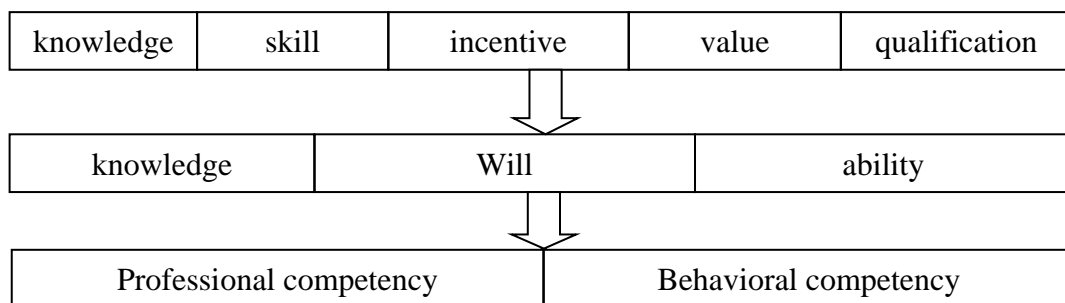 knowledge skill incentive value qualification
knowledge Will ability
Professional competency Behavioral competency